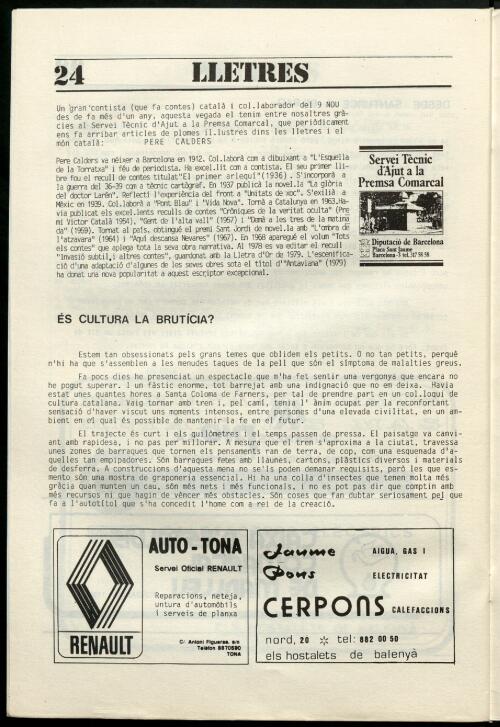 24
LLETRES
Un gran contista (que fa contes) català i col.laborador del 9 NOU
des de fa més d'un any, aquesta vegada el tenim entre nosaltres grà-
cies al Servei Tècnic d'Ajut a la Premsa Comarcal, que periòdicament
ens fa arribar articles de plomes il.lustres dins les lletres i el
món català: PERE CALDERS
Pere Calders va néixer a Barcelona en 1912. Col.laborà com a dibuixant a "L'Esquella
de la Torratxa" i féu de periodista. Ha excel.lit com a contista. El seu primer lli-
bre fou el recull de contes titulat"El primer arlequí"(1936). S'incorporà a
la guerra del 36-39 com a tècnic cartògraf. En 1937 publicà la novel.la "La glòria
del doctor Larén". Reflectí l'experiència del front a "Unitats de xoc". S'exilià a
Mèxic en 1939. Col.laborà a "Pont Blau" i "Vida Nova". Tornà a Catalunya en 1963.Ha-
via publicat els excel.lents reculls de contes "Cròniques de la veritat oculta" (Pre
mi Víctor Català 1954), "Gent de l'alta vall" (1957) i "Demà a les tres de la matina
da" (1959). Tornat al país, obtingué el premi Sant Jordi de novel.la amb "L'ombra de
l'atzavara" (1964) i "Aquí descansa Nevares" (1967). En 1968 aparegué el volum "Tots
els contes" que aplega tota la seva obra narrativa. Al 1978 es va editar el recull
"Invasió subtil,i altres contes", guardonat amb la Lletra d'Or de 1979. L'escenifica-
ció d'una adaptació d'algunes de les seves obres sota el títol d'"Antaviana" (1979)
ha donat una nova popularitat a aquest escriptor excepcional.
Servei Tècnic
d'Ajut a la
Premsa Comarcal
Diputació de Barcelona
Plaça Sant Jaume
Barcelona-3 tel. 317 58 58
ÉS CULTURA LA BRUTÍCIA?
Estem tan obsessionats pels grans temes que oblidem els petits. O no tan petits, perquè
n'hi ha que s'assemblen a les menudes taques de la pell que són el símptoma de malalties greus.
Fa pocs dies he presenciat un espectacle que m'ha fet sentir una vergonya que encara no
he pogut superar. I un fàstic enorme, tot barrejat amb una indignació que no em deixa. Havia
estat unes quantes hores a Santa Coloma de Farners, per tal de prendre part en un col.loqui de
cultura catalana. Vaig tornar amb tren i, pel camí, tenia l'ànim ocupat per la reconfortant
sensació d'haver viscut uns moments intensos, entre persones d'una elevada civilitat, en un am-
bient en el qual és possible de mantenir la fe en el futur.
El trajecte és curt i els quilòmetres i el temps passen de pressa. El paisatge va canvi-
ant amb rapidesa, i no pas per millorar. A mesura que el tren s'aproxima a la ciutat, travessa
unes zones de barraques que tornen els pensaments ran de terra, de cop, com una esquenada d'a-
quelles tan empipadores. Són barraques fetes amb llaunes, cartons, plàstics diversos i materials
de desferra. A construccions d'aquesta mena no se'ls poden demanar requisits, però les que es-
mento són una mostra de graponeria essencial. Hi ha una colla d'insectes que tenen molta més
gràcia quan munten un cau, són més nets i més funcionals, i no es pot pas dir que comptin amb
més recursos ni que hagin de vèncer més obstacles. Són coses que fan dubtar seriosament pel que
fa a l'autotítol que s'ha concedit l'home com a rei de la creació.
RENAULT
AUTO-TONA
Servei Oficial RENAULT
Reparacions, neteja,
untura d'automòbils
i serveis de planxa
C/ Antoni Figueras, s/n
Telèfon 8870590
TONA
Jaume
Pons
AIGUA, GAS I
ELECTRICITAT
CERPONS CALEFACCIONS
nord, 20 ✲ tel: 882 00 50
els hostalets de balenyà